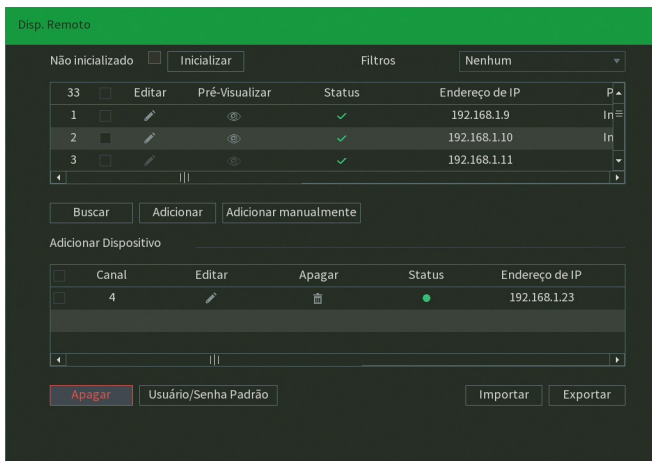 Disp. Remoto
Não inicializado Inicializar Filtros Nenhum
33 Editar Pré-Visualizar Status Endereço de IP P
1 192.168.1.9 In
2 192.168.1.10 In
3 192.168.1.11
Buscar Adicionar Adicionar manualmente
Adicionar Dispositivo
Canal Editar Apagar Status Endereço de IP
4 192.168.1.23
Apagar Usuário/Senha Padrão Importar Exportar